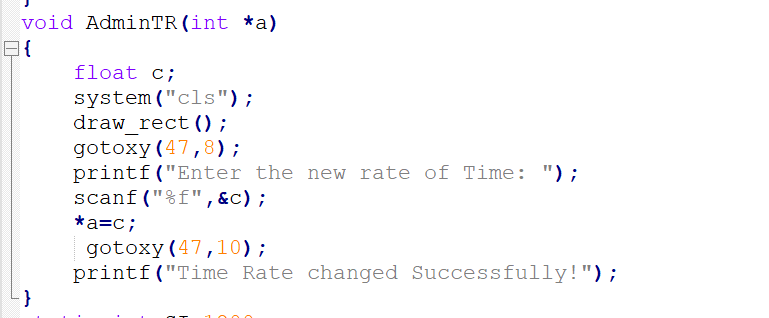 void AdminTR(int *a)
{
float c;
system("cls");
draw_rect();
gotoxy(47,8);
printf("Enter the new rate of Time: ");
scanf("%f",&c);
*a=c;
gotoxy(47,10);
printf("Time Rate changed Successfully!");
}